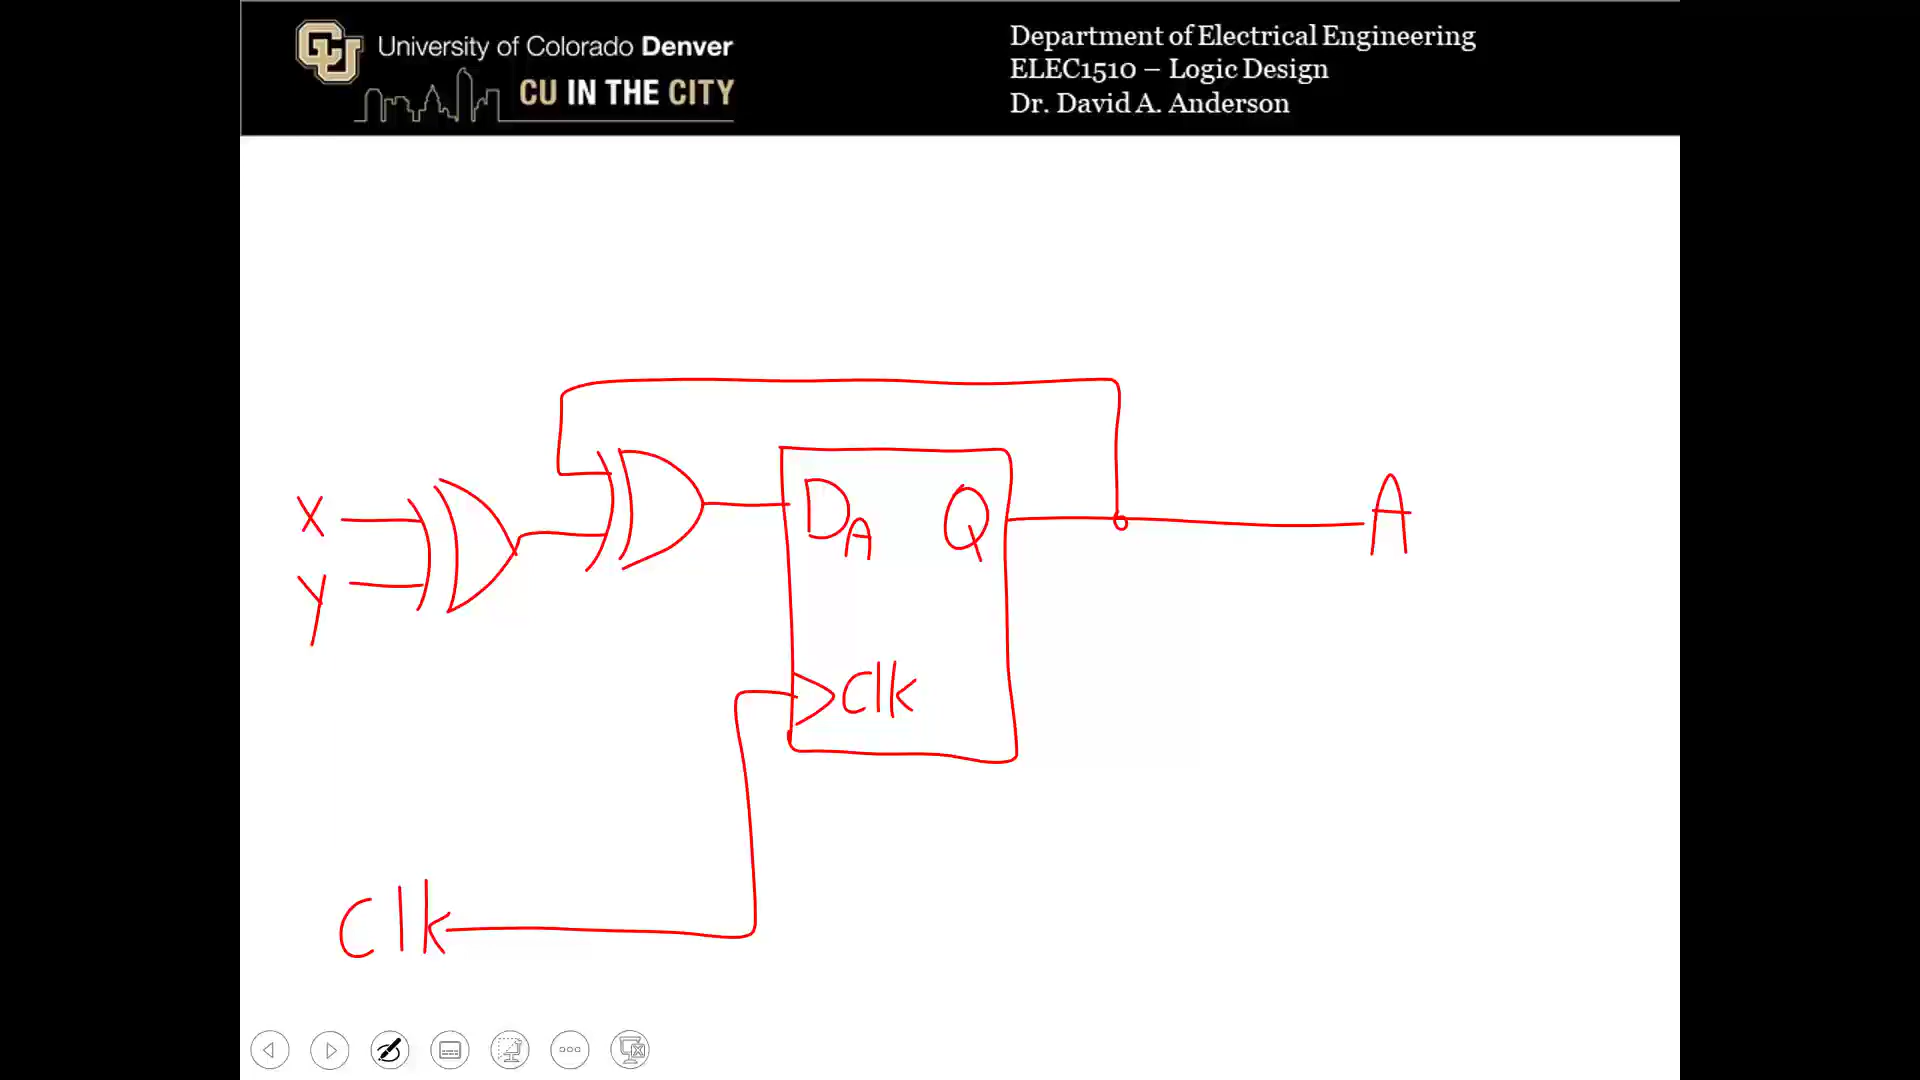 University of Colorado Denver
CU IN THE CITY
Department of Electrical Engineering
ELEC1510 – Logic Design
Dr. David A. Anderson
X
Y
DA
Q
A
Clk
Clk